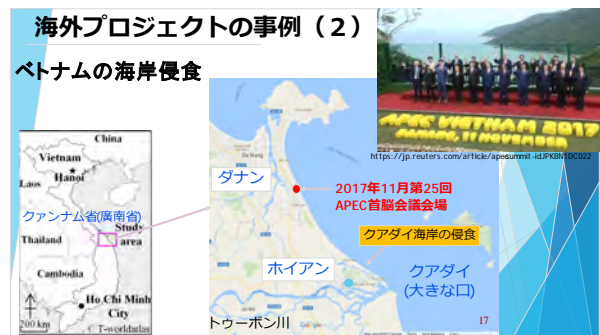 海外プロジェクトの事例（2）
ベトナムの海岸侵食
APEC VIETNAM 2017
DANANG, 11 NOVEMBER
https://jp.reuters.com/article/apesummit-idJPKBN1DC022
China
Vietnam
Hanoi
Laos
クァンナム省(廣南省)
Study
area
Thailand
Cambodia
Ho Chi Minh
City
200 km
© T-worldatlas
ダナン
2017年11月第25回
APEC首脳会議会場
クアダイ海岸の侵食
ホイアン
クアダイ
(大きな口)
トゥーボン川
Google
17